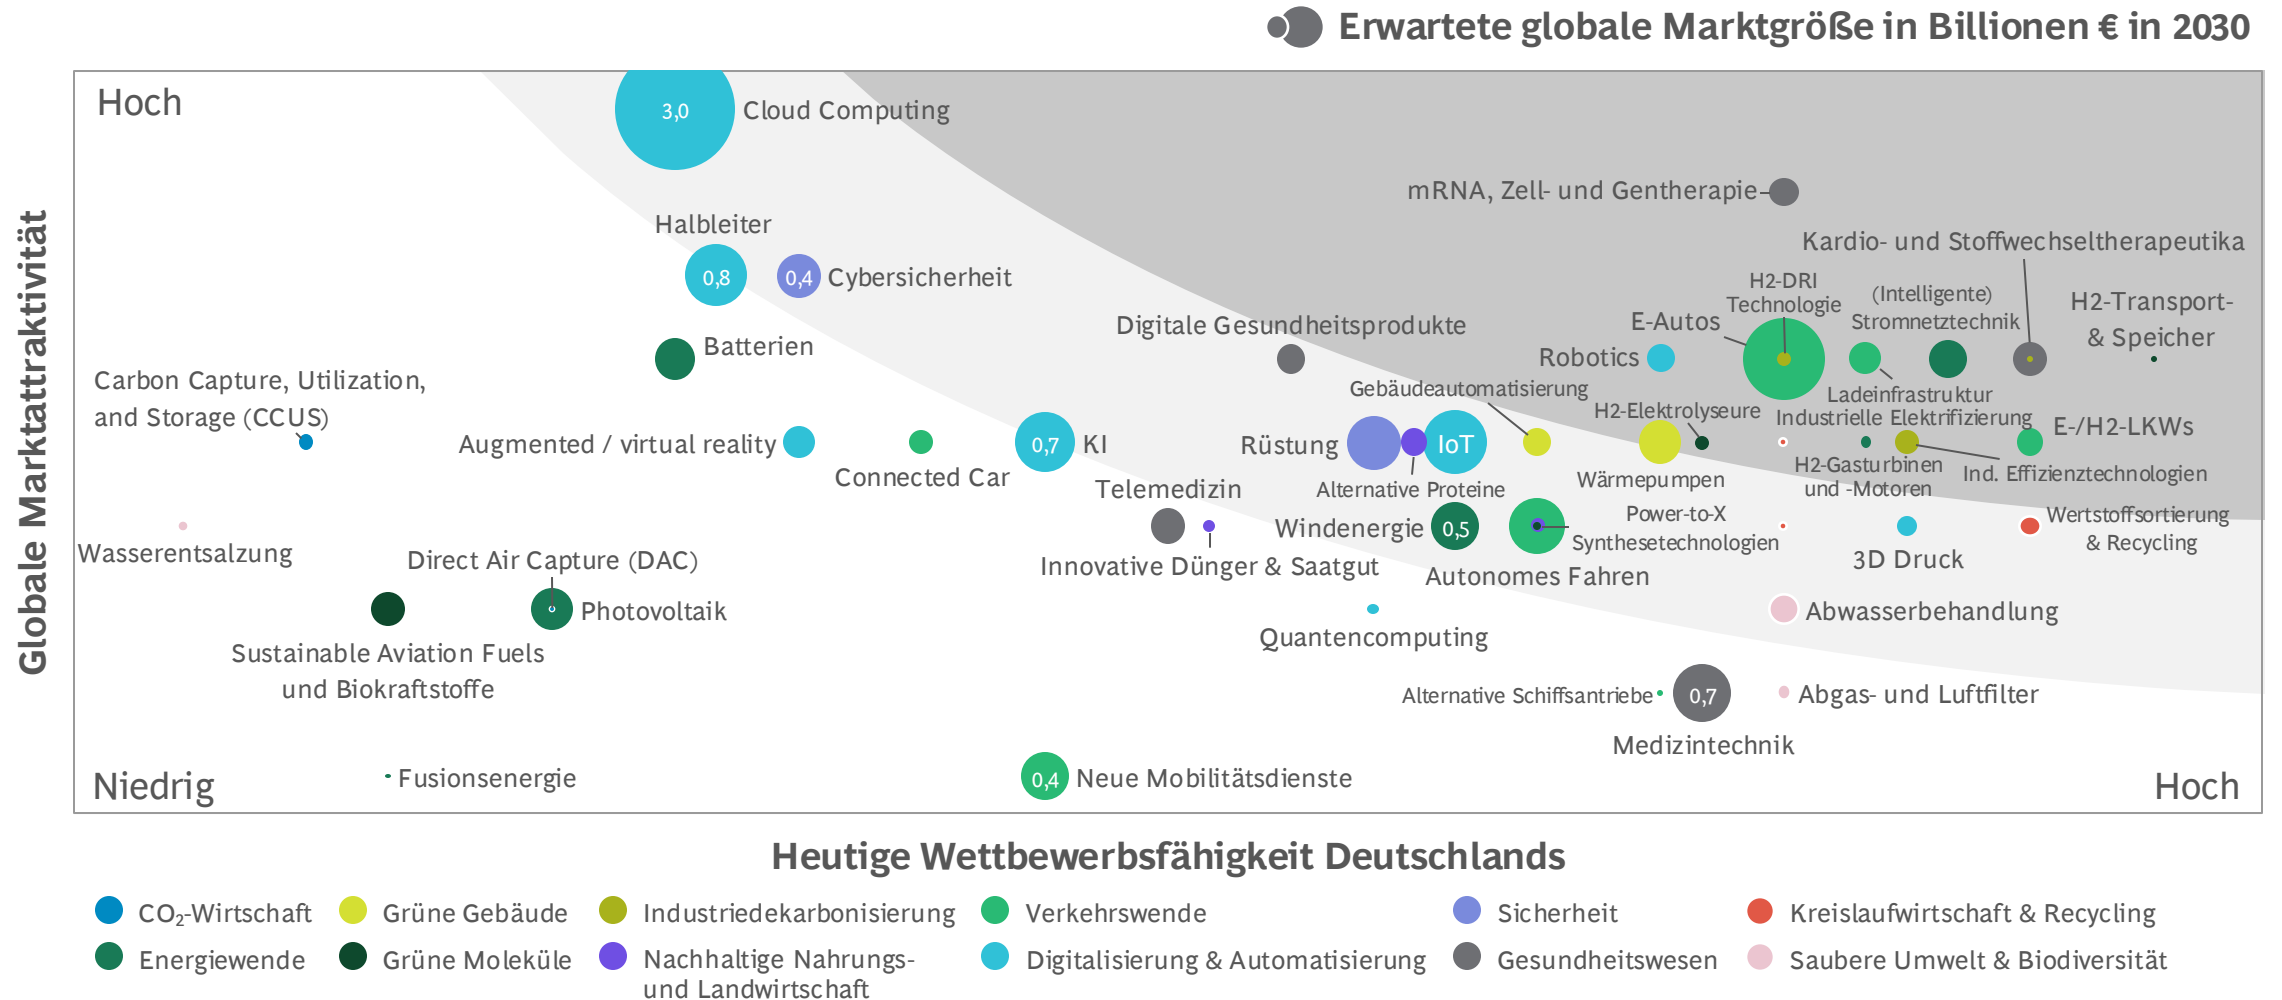 Erwartete globale Marktgröße in Billionen € in 2030
Globale Marktattraktivität
Hoch
3,0
Cloud Computing
mRNA, Zell- und Gentherapie
Halbleiter
Kardio- und Stoffwechseltherapeutika
0,8
0,4
Cybersicherheit
H2-DRI
Technologie
(Intelligente)
Stromnetztechnik
H2-Transport-
& Speicher
Digitale Gesundheitsprodukte
E-Autos
Batterien
Robotics
Carbon Capture, Utilization,
and Storage (CCUS)
Gebäudeautomatisierung
Ladeinfrastruktur
H2-Elektrolyseure
Industrielle Elektrifizierung
E-/H2-LKWs
Augmented / virtual reality
Connected Car
0,7
KI
Rüstung
IoT
Telemedizin
Alternative Proteine
Wärmepumpen
H2-Gasturbinen
und -Motoren
Ind. Effizienztechnologien
Wasserentsalzung
Windenergie
0,5
Power-to-X
Synthesetechnologien
Wertstoffsortierung
& Recycling
Direct Air Capture (DAC)
Innovative Dünger & Saatgut
Autonomes Fahren
3D Druck
Photovoltaik
Abwasserbehandlung
Quantencomputing
Sustainable Aviation Fuels
und Biokraftstoffe
Alternative Schiffsantriebe
0,7
Abgas- und Luftfilter
Medizintechnik
Niedrig
Fusionsenergie
0,4
Neue Mobilitätsdienste
Hoch
Heutige Wettbewerbsfähigkeit Deutschlands
CO₂-Wirtschaft
Grüne Gebäude
Industriedekarbonisierung
Verkehrswende
Sicherheit
Kreislaufwirtschaft & Recycling
Energiewende
Grüne Moleküle
Nachhaltige Nahrungs-
und Landwirtschaft
Digitalisierung & Automatisierung
Gesundheitswesen
Saubere Umwelt & Biodiversität